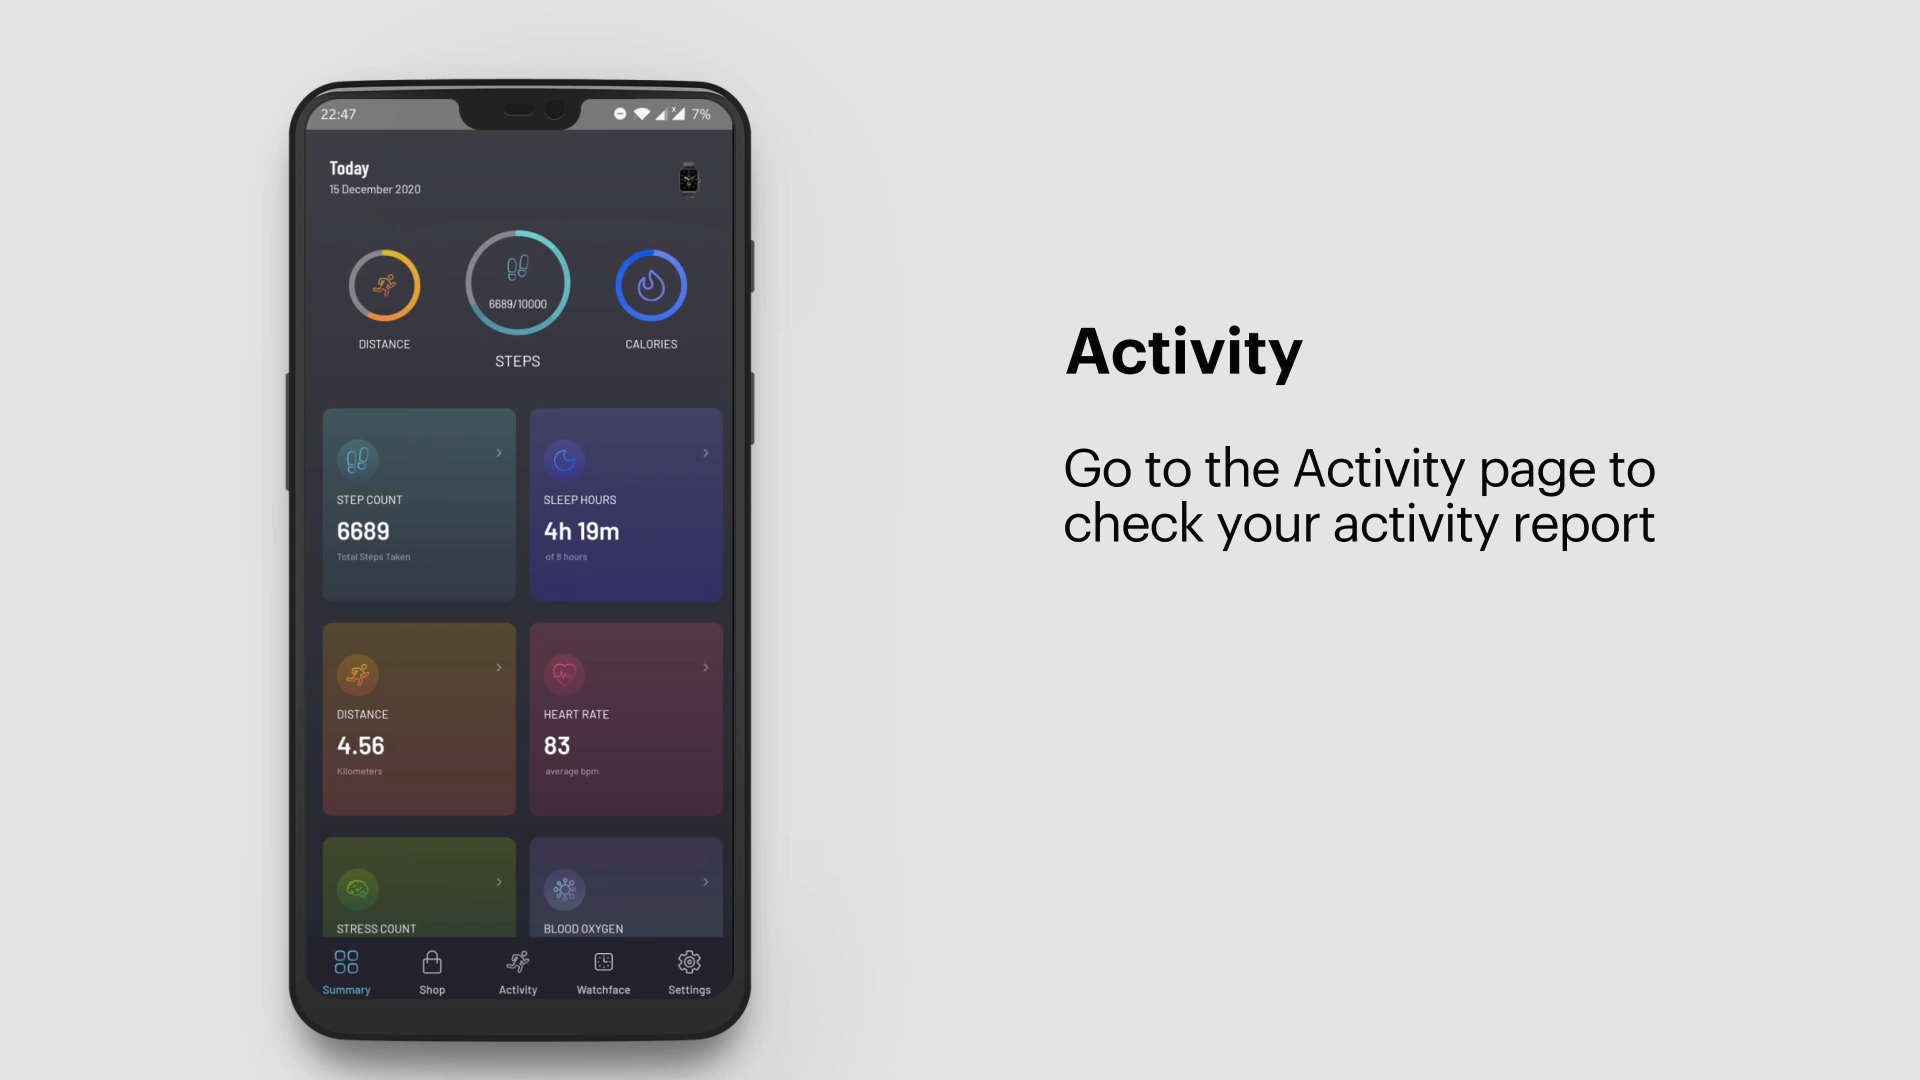 22:47
7%
Today
15 December 2020
6689/10000
DISTANCE
CALORIES
STEPS
STEP COUNT
6689
Total Steps Taken
SLEEP HOURS
4h 19m
of 8 hours
DISTANCE
4.56
Kilometers
HEART RATE
83
average bpm
STRESS COUNT
BLOOD OXYGEN
Summary
Shop
Activity
Watchface
Settings
Activity
Go to the Activity page to
check your activity report